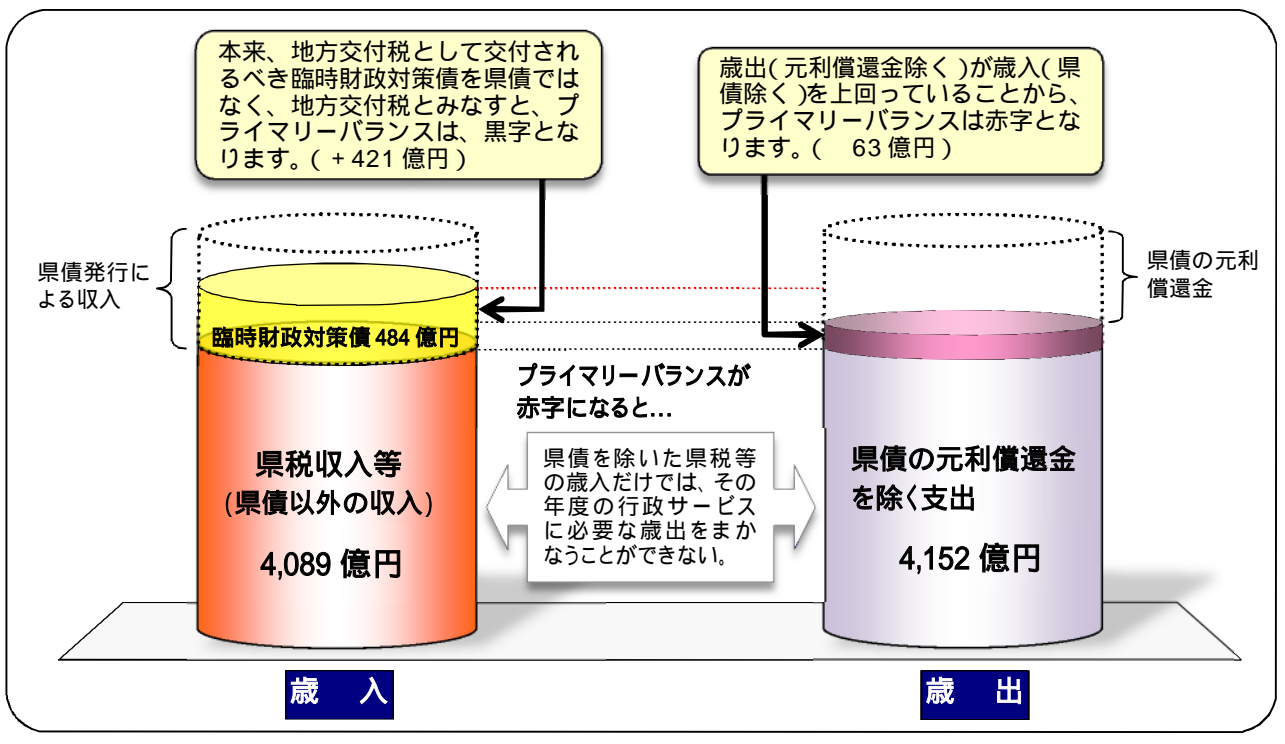 本来、地方交付税として交付され
るべき臨時財政対策債を県債では
なく、地方交付税とみなすと、プ
ライマリーバランスは、黒字とな
ります。(+421億円)
歳出(元利償還金除く)が歳入(県
債除く)を上回っていることから、
プライマリーバランスは赤字とな
ります。(　63億円)
県債発行に
よる収入
県債の元利
償還金
臨時財政対策債 484 億円
プライマリーバランスが
赤字になると...
県税収入等
(県債以外の収入)
4,089 億円
県債を除いた県税等
の歳入だけでは、その
年度の行政サービス
に必要な歳出をまか
なうことができない。
県債の元利償還金
を除く支出
4,152 億円
歳　入
歳　出